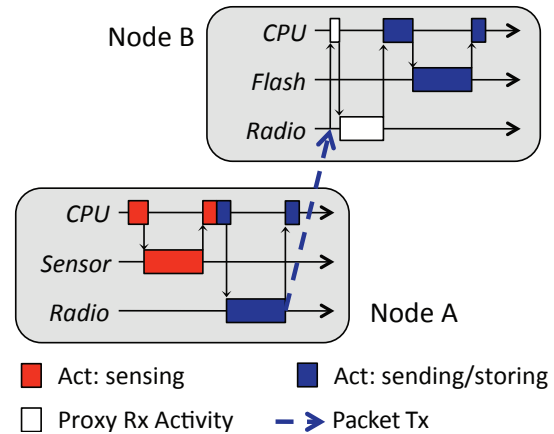 Node B
CPU
Flash
Radio
CPU
Sensor
Radio
Node A
Act: sensing
Act: sending/storing
Proxy Rx Activity
Packet Tx